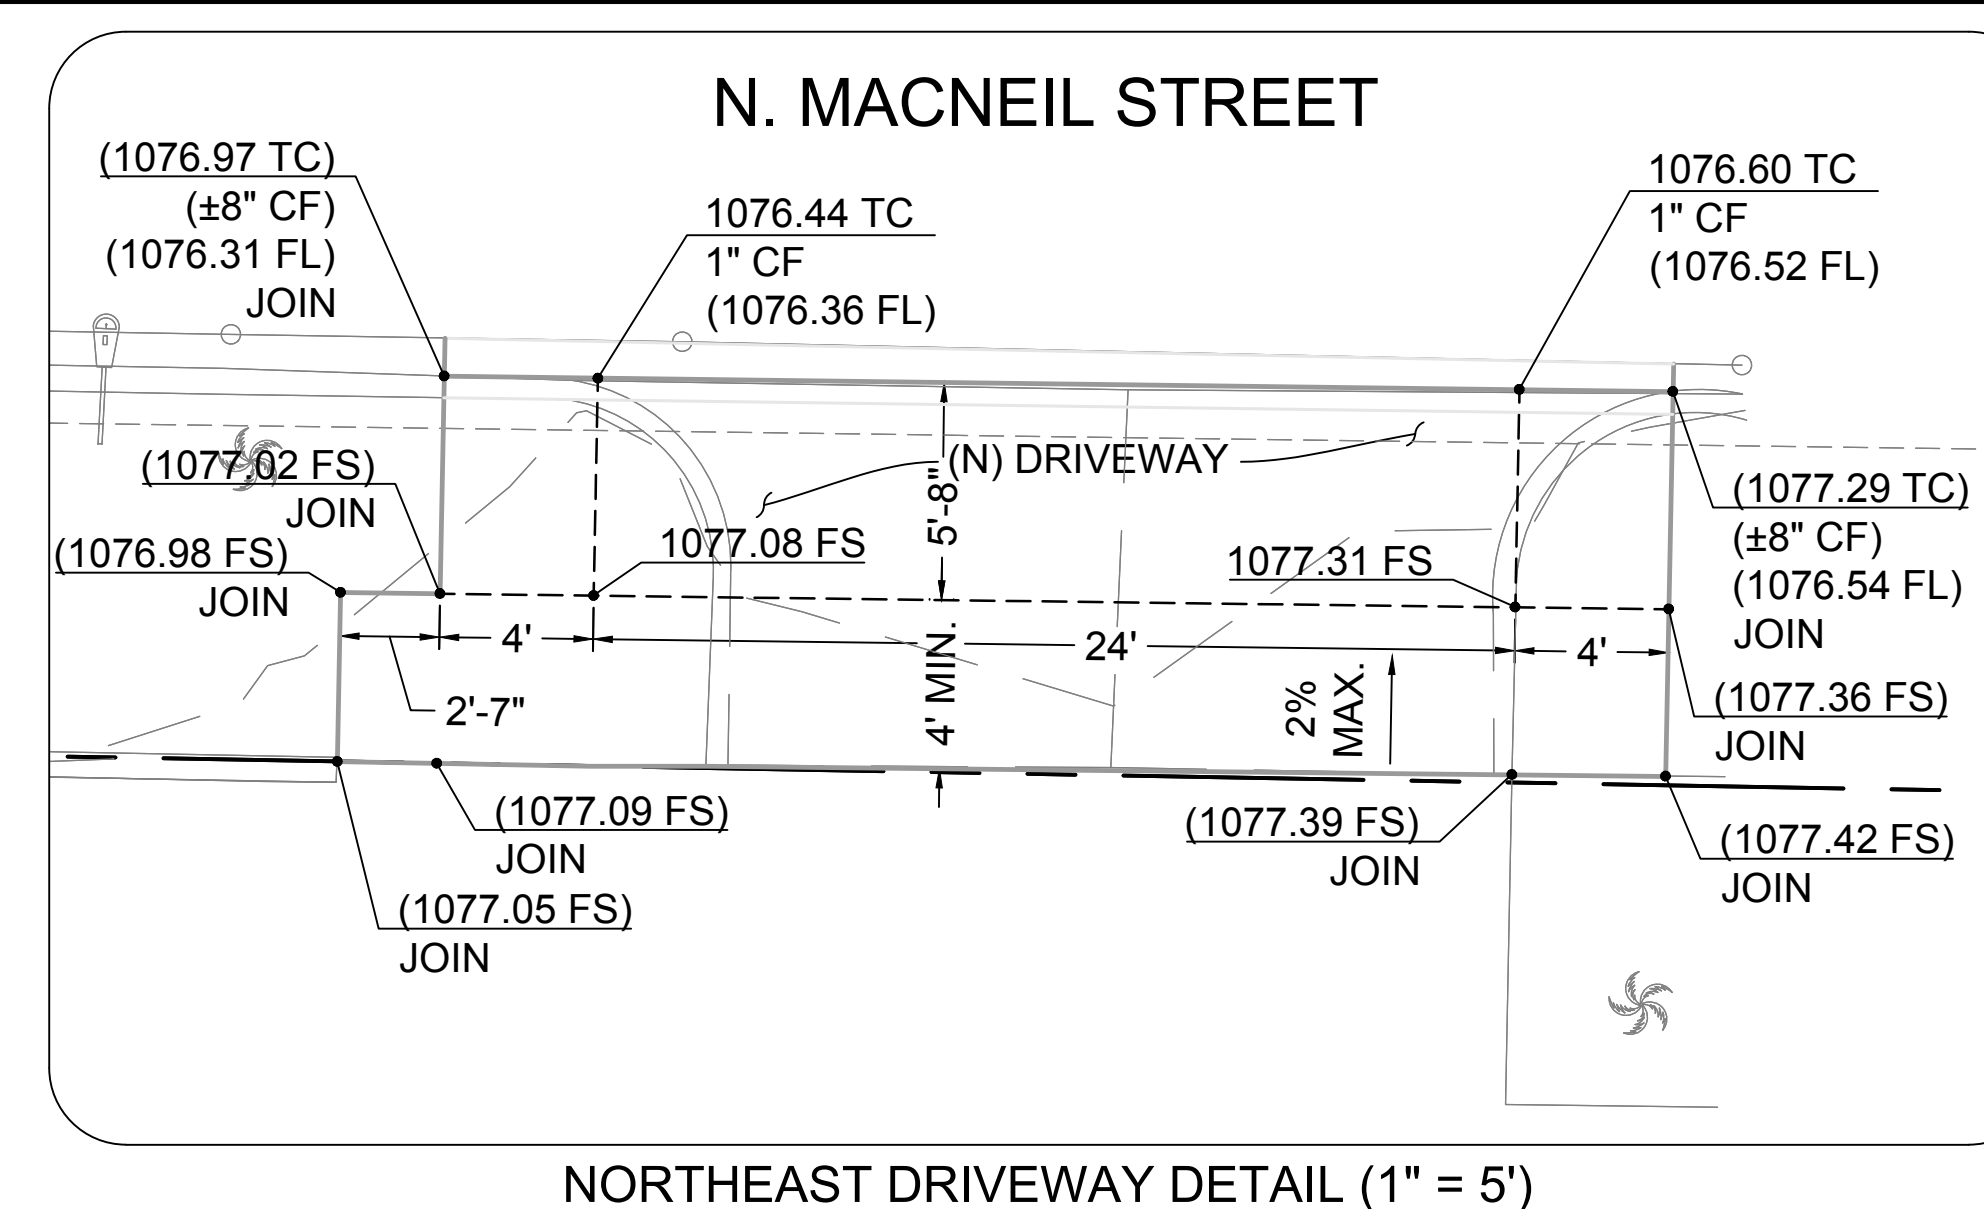 N. MACNEIL STREET
(1076.97 TC)
(±8" CF)
(1076.31 FL)
JOIN
1076.44 TC
1" CF
(1076.36 FL)
1076.60 TC
1" CF
(1076.52 FL)
(1077.02 FS)
JOIN
(N) DRIVEWAY
5'-8"
(1077.29 TC)
(±8" CF)
(1076.54 FL)
JOIN
(1076.98 FS)
JOIN
1077.08 FS
1077.31 FS
4'
24'
4'
2'-7"
4' MIN.
2%
MAX.
(1077.36 FS)
JOIN
(1077.09 FS)
JOIN
(1077.39 FS)
JOIN
(1077.42 FS)
JOIN
(1077.05 FS)
JOIN
NORTHEAST DRIVEWAY DETAIL (1" = 5')